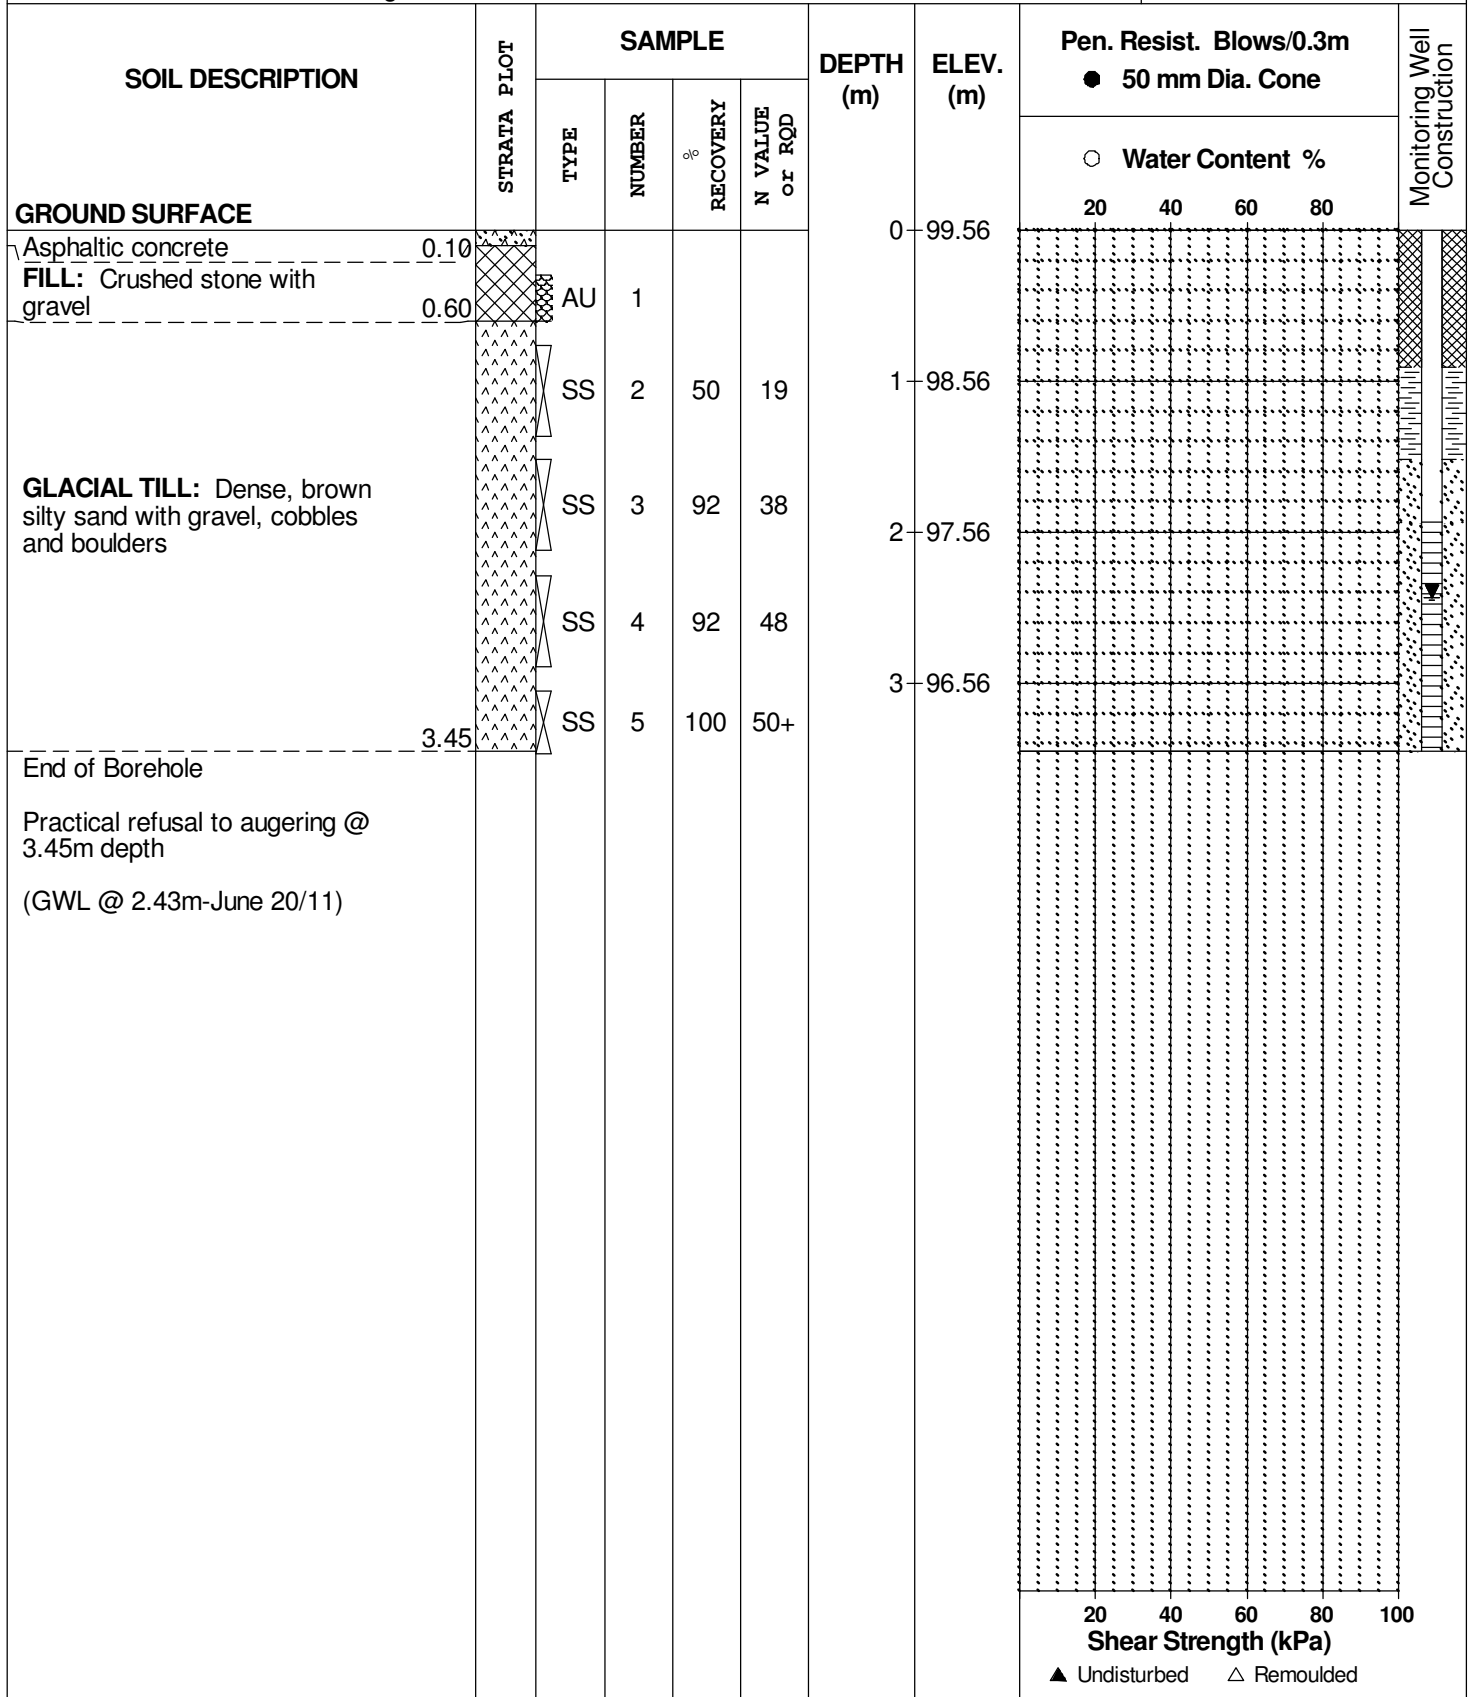 SOIL DESCRIPTION
STRATA PLOT
SAMPLE
TYPE
NUMBER
% RECOVERY
N VALUE or RQD
DEPTH (m)
ELEV. (m)
Pen. Resist. Blows/0.3m
● 50 mm Dia. Cone
○ Water Content %
20 40 60 80
Monitoring Well Construction
GROUND SURFACE
0 99.56
Asphaltic concrete 0.10
FILL: Crushed stone with
gravel 0.60
AU 1
SS 2 50 19
1 98.56
GLACIAL TILL: Dense, brown
silty sand with gravel, cobbles
and boulders
SS 3 92 38
2 97.56
SS 4 92 48
3 96.56
SS 5 100 50+
3.45
End of Borehole
Practical refusal to augering @
3.45m depth
(GWL @ 2.43m-June 20/11)
20 40 60 80 100
Shear Strength (kPa)
▲ Undisturbed △ Remoulded